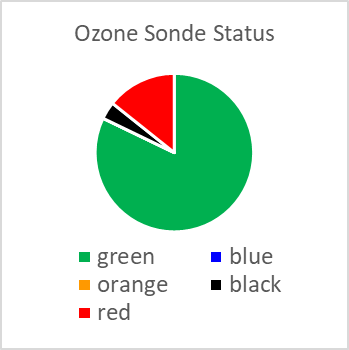 Ozone Sonde Status
green blue
orange black
red